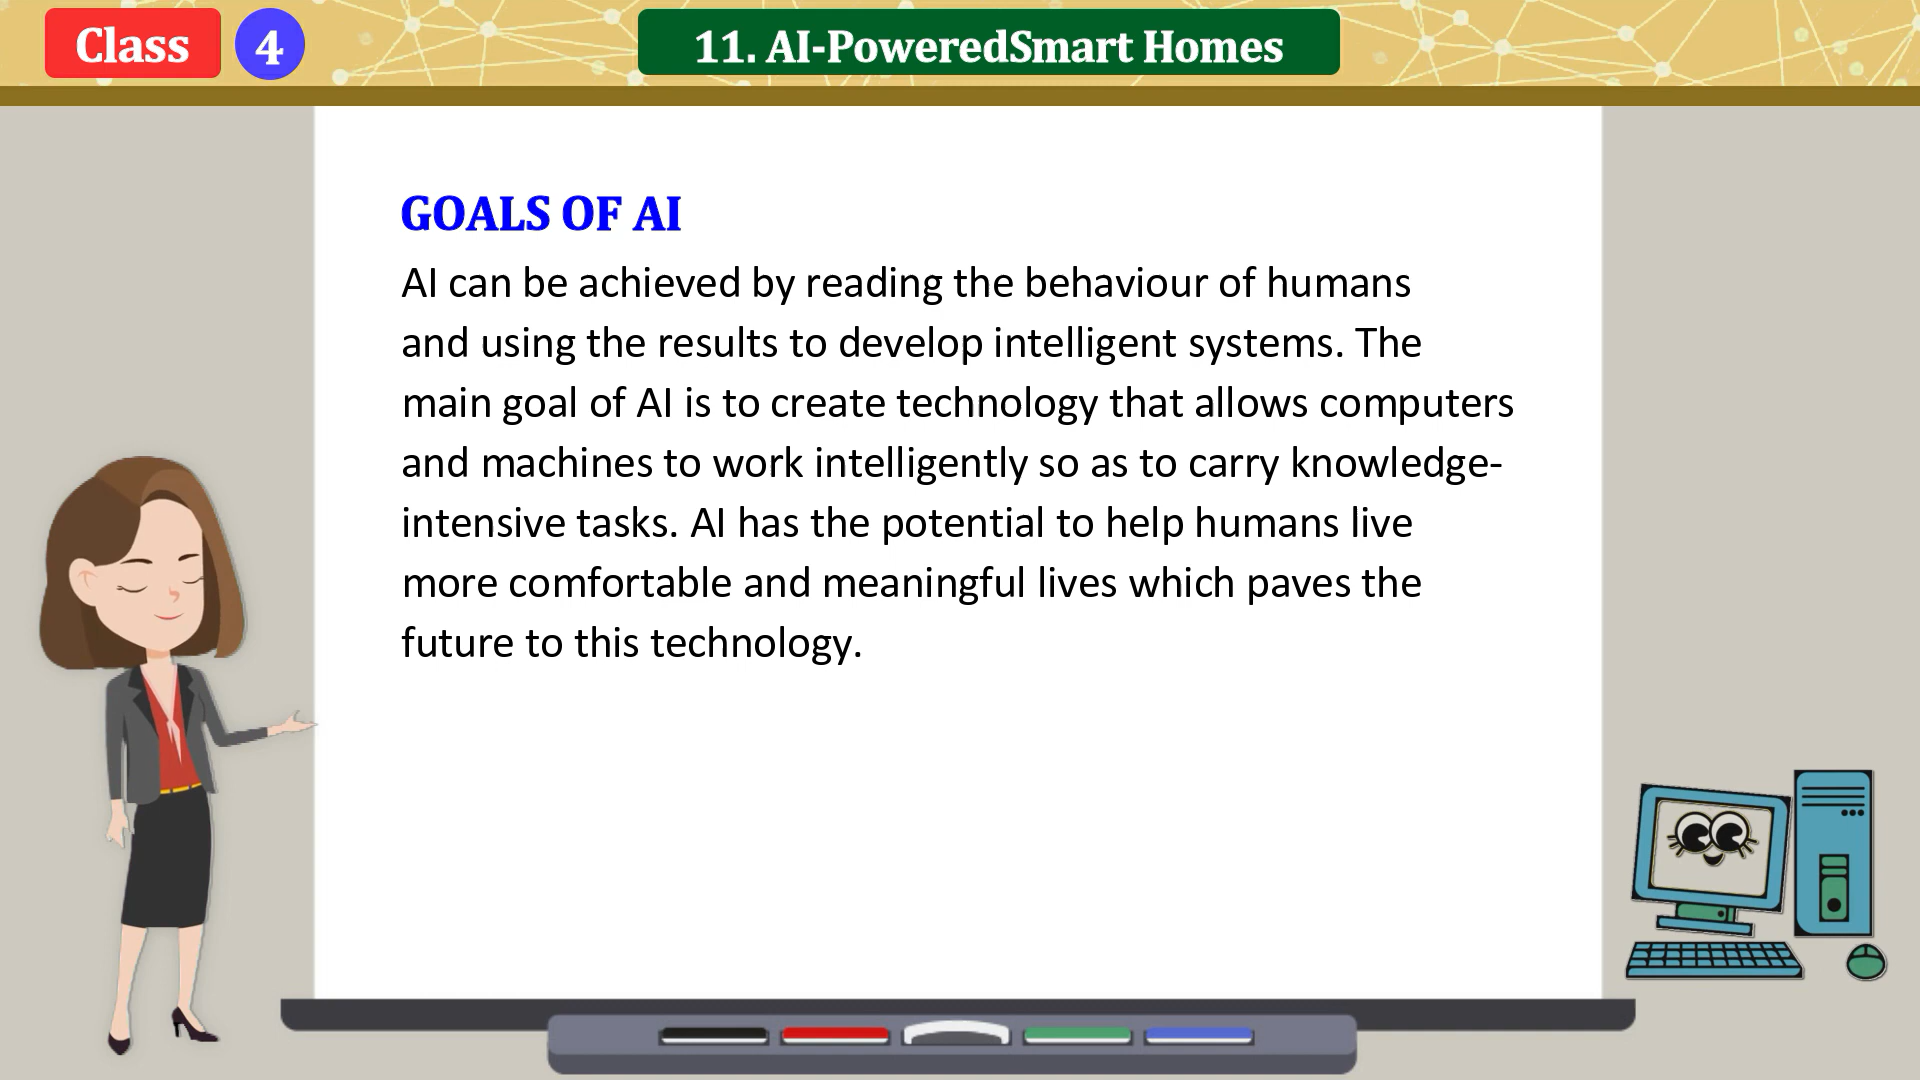 Class 4
11. AI-PoweredSmart Homes
GOALS OF AI
AI can be achieved by reading the behaviour of humans
and using the results to develop intelligent systems. The
main goal of AI is to create technology that allows computers
and machines to work intelligently so as to carry knowledge-
intensive tasks. AI has the potential to help humans live
more comfortable and meaningful lives which paves the
future to this technology.